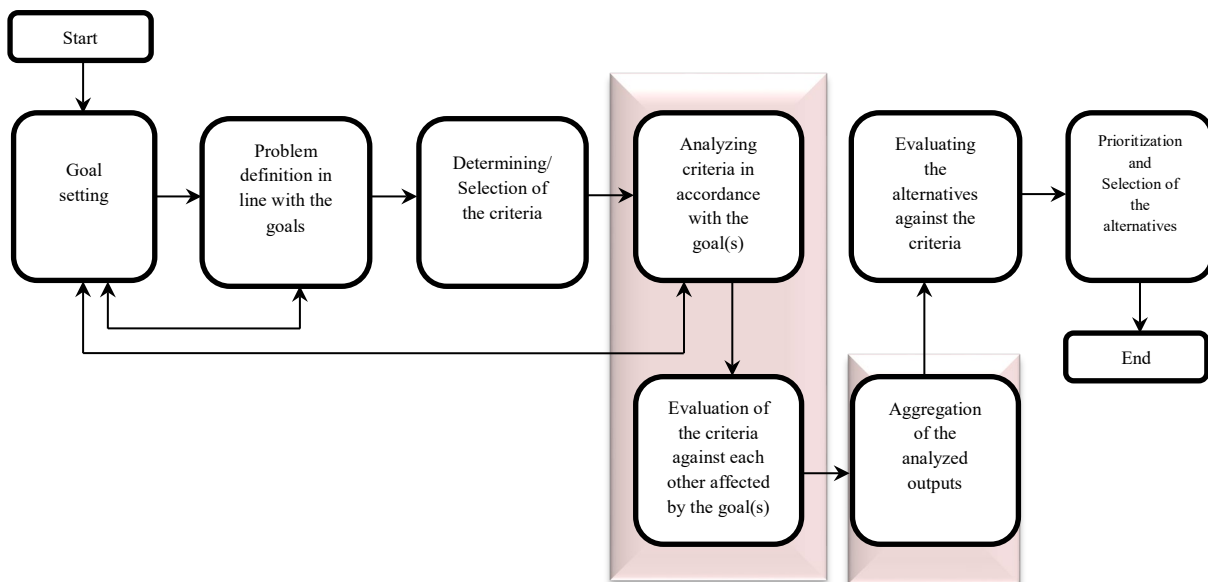 Start
Goal
setting
Problem
definition in
line with the
goals
Determining/
Selection of
the criteria
Analyzing
criteria in
accordance
with the
goal(s)
Evaluation of
the criteria
against each
other affected
by the goal(s)
Aggregation
of the
analyzed
outputs
Evaluating
the
alternatives
against the
criteria
Prioritization
and
Selection of
the
alternatives
End